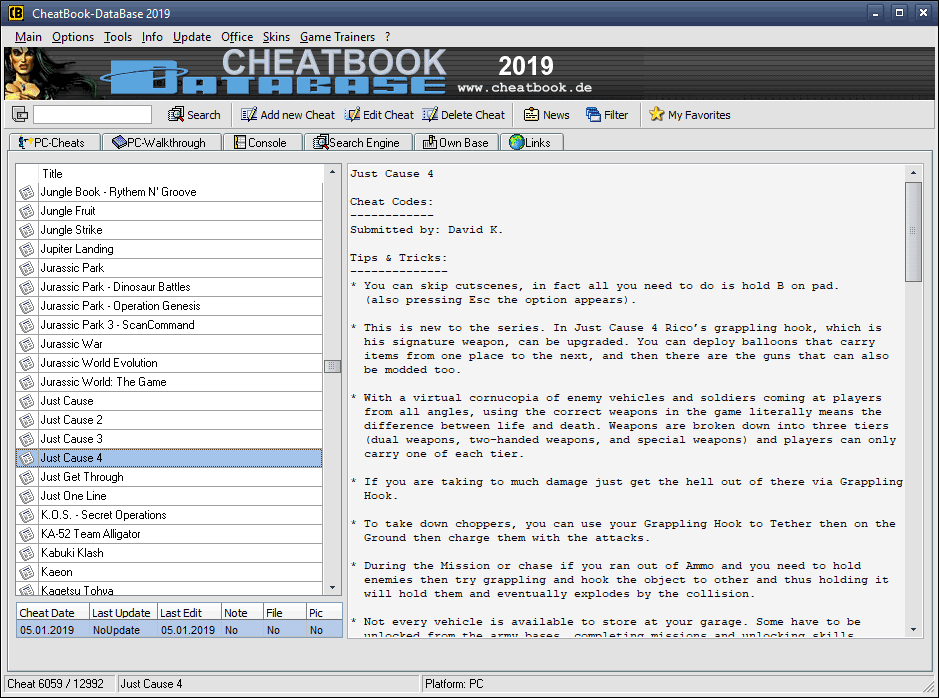 CheatBook-DataBase 2019
Main Options Tools Info Update Office Skins Game Trainers ?
CHEATBOOK
DATABASE
2019
www.cheatbook.de
Search Add new Cheat Edit Cheat Delete Cheat News Filter My Favorites
PC-Cheats PC-Walkthrough Console Search Engine Own Base Links
Title
Jungle Book - Rythem N' Groove
Jungle Fruit
Jungle Strike
Jupiter Landing
Jurassic Park
Jurassic Park - Dinosaur Battles
Jurassic Park - Operation Genesis
Jurassic Park 3 - ScanCommand
Jurassic War
Jurassic World Evolution
Jurassic World: The Game
Just Cause
Just Cause 2
Just Cause 3
Just Cause 4
Just Get Through
Just One Line
K.O.S. - Secret Operations
KA-52 Team Alligator
Kabuki Klash
Kaeon
Kagetsu Tohya
Cheat Date Last Update Last Edit Note File Pic
05.01.2019 NoUpdate 05.01.2019 No No No
Just Cause 4
Cheat Codes:
------------
Submitted by: David K.
Tips & Tricks:
--------------
* You can skip cutscenes, in fact all you need to do is hold B on pad.
(also pressing Esc the option appears).
* This is new to the series. In Just Cause 4 Rico's grappling hook, which is
his signature weapon, can be upgraded. You can deploy balloons that carry
items from one place to the next, and then there are the guns that can also
be modded too.
* With a virtual cornucopia of enemy vehicles and soldiers coming at players
from all angles, using the correct weapons in the game literally means the
difference between life and death. Weapons are broken down into three tiers
(dual weapons, two-handed weapons, and special weapons) and players can only
carry one of each tier.
* If you are taking to much damage just get the hell out of there via Grappling
Hook.
* To take down choppers, you can use your Grappling Hook to Tether then on the
Ground then charge them with the attacks.
* During the Mission or chase if you ran out of Ammo and you need to hold
enemies then try grappling and hook the object to other and thus holding it
will hold them and eventually explodes by the collision.
* Not every vehicle is available to store at your garage. Some have to be
unlocked from the army bases, completing missions and unlocking skills
Cheat 6059 / 12992 Just Cause 4 Platform: PC